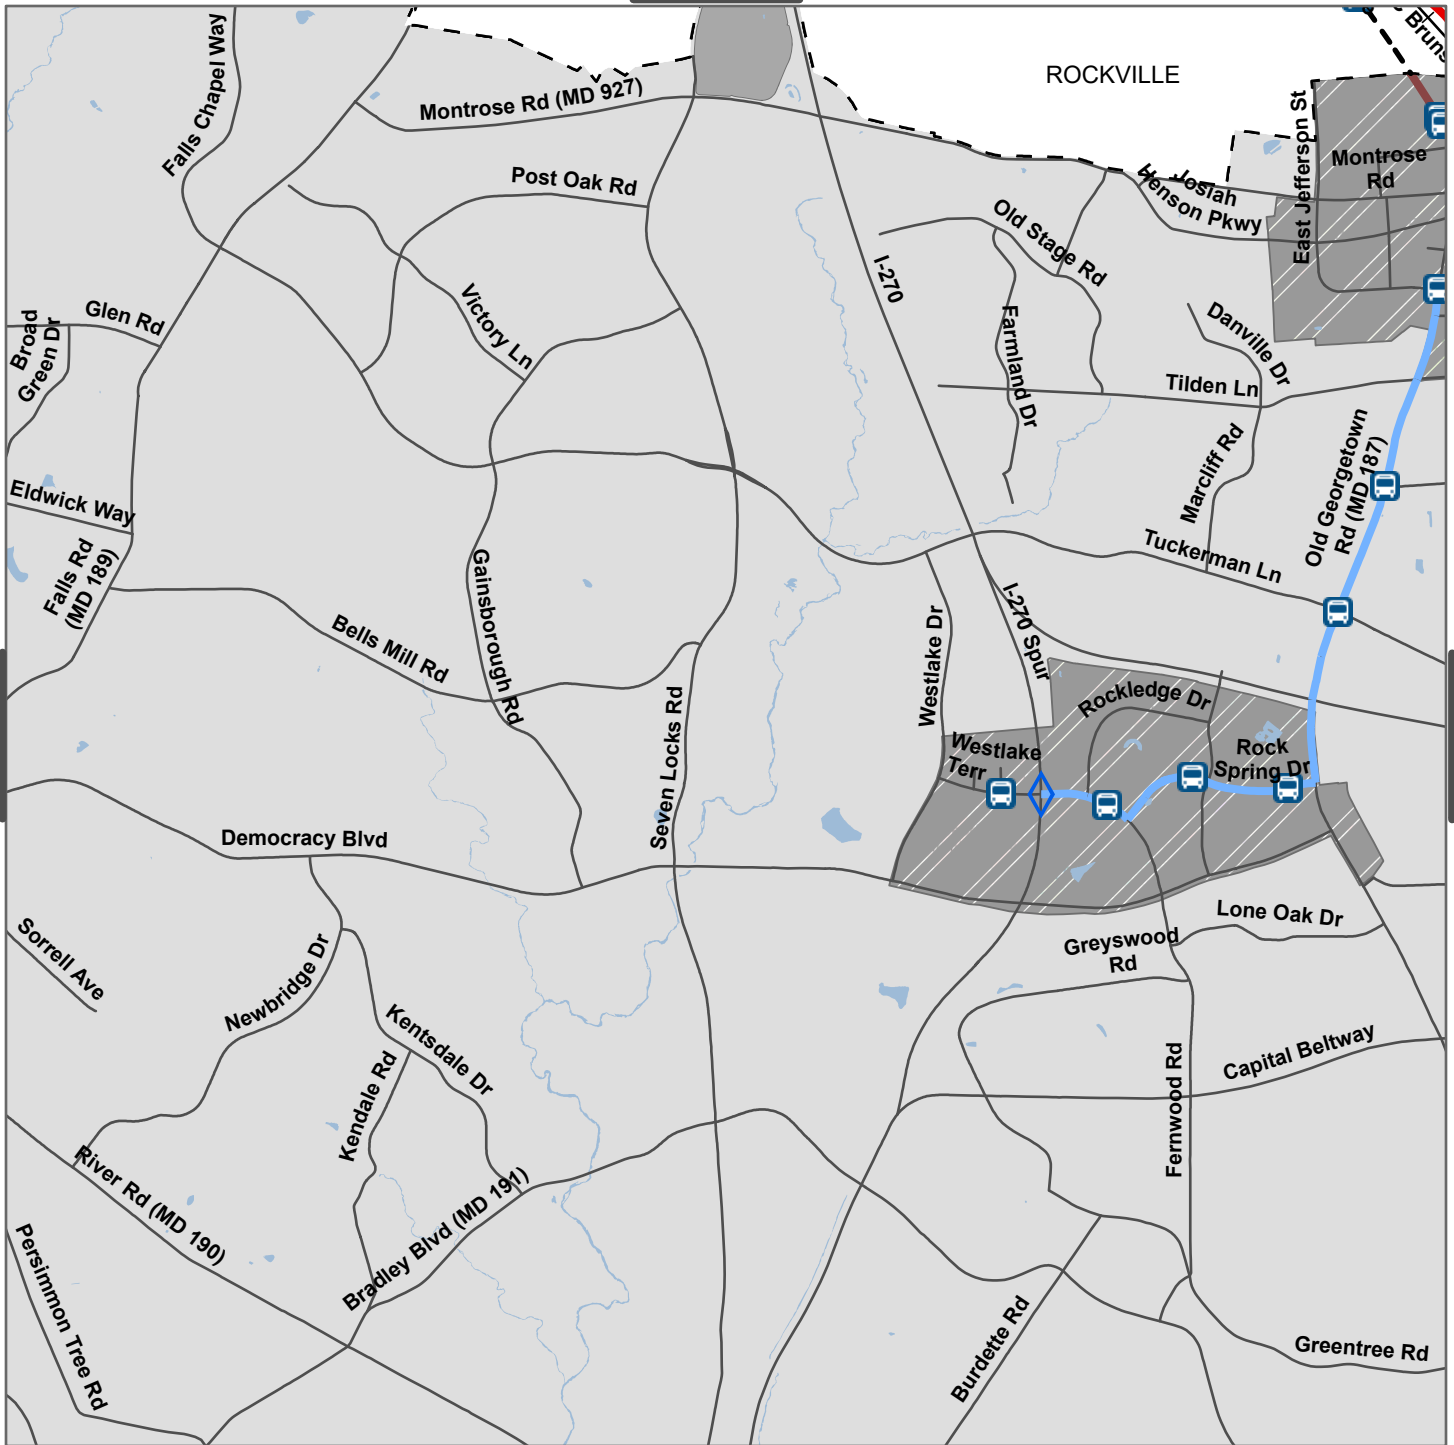 Bruns
ROCKVILLE
Falls Chapel Way
Montrose Rd (MD 927)
East Jefferson St
Montrose
Rd
Post Oak Rd
Josiah
Henson Pkwy
Old Stage Rd
I-270
Glen Rd
Broad
Green Dr
Victory Ln
Farmland Dr
Danville Dr
Tilden Ln
Eldwick Way
Marcliff Rd
Old Georgetown
Rd (MD 187)
Falls Rd
(MD 189)
Tuckerman Ln
Gainsborough Rd
Bells Mill Rd
Westlake Dr
I-270 Spur
Seven Locks Rd
Rockledge Dr
Westlake
Terr
Rock
Spring Dr
Democracy Blvd
Sorrell Ave
Newbridge Dr
Lone Oak Dr
Greyswood
Rd
Kentsdale Dr
Kendale Rd
Capital Beltway
Fernwood Rd
River Rd (MD 190)
Bradley Blvd (MD 191)
Persimmon Tree Rd
Burdette Rd
Greentree Rd